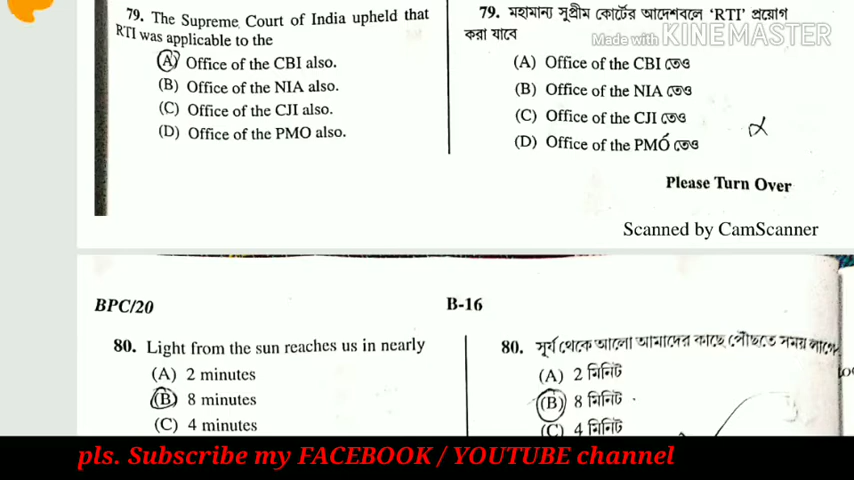 79. The Supreme Court of India upheld that
RTI was applicable to the
(A) Office of the CBI also.
(B) Office of the NIA also.
(C) Office of the CJI also.
(D) Office of the PMO also.
79. মহামান্য সুপ্রীম কোর্টের আদেশবলে ‘RTI’ প্রয়োগ
করা যাবে
Made with KINEMASTER
(A) Office of the CBI তেও
(B) Office of the NIA তেও
(C) Office of the CJI তেও
(D) Office of the PMO তেও
Please Turn Over
Scanned by CamScanner
BPC/20
B-16
80. Light from the sun reaches us in nearly
(A) 2 minutes
(B) 8 minutes
(C) 4 minutes
80. সূর্য থেকে আলো আমাদের কাছে পৌঁছতে সময় লাগে
(A) 2 মিনিট
(B) 8 মিনিট
(C) 4 মিনিট
pls. Subscribe my FACEBOOK / YOUTUBE channel